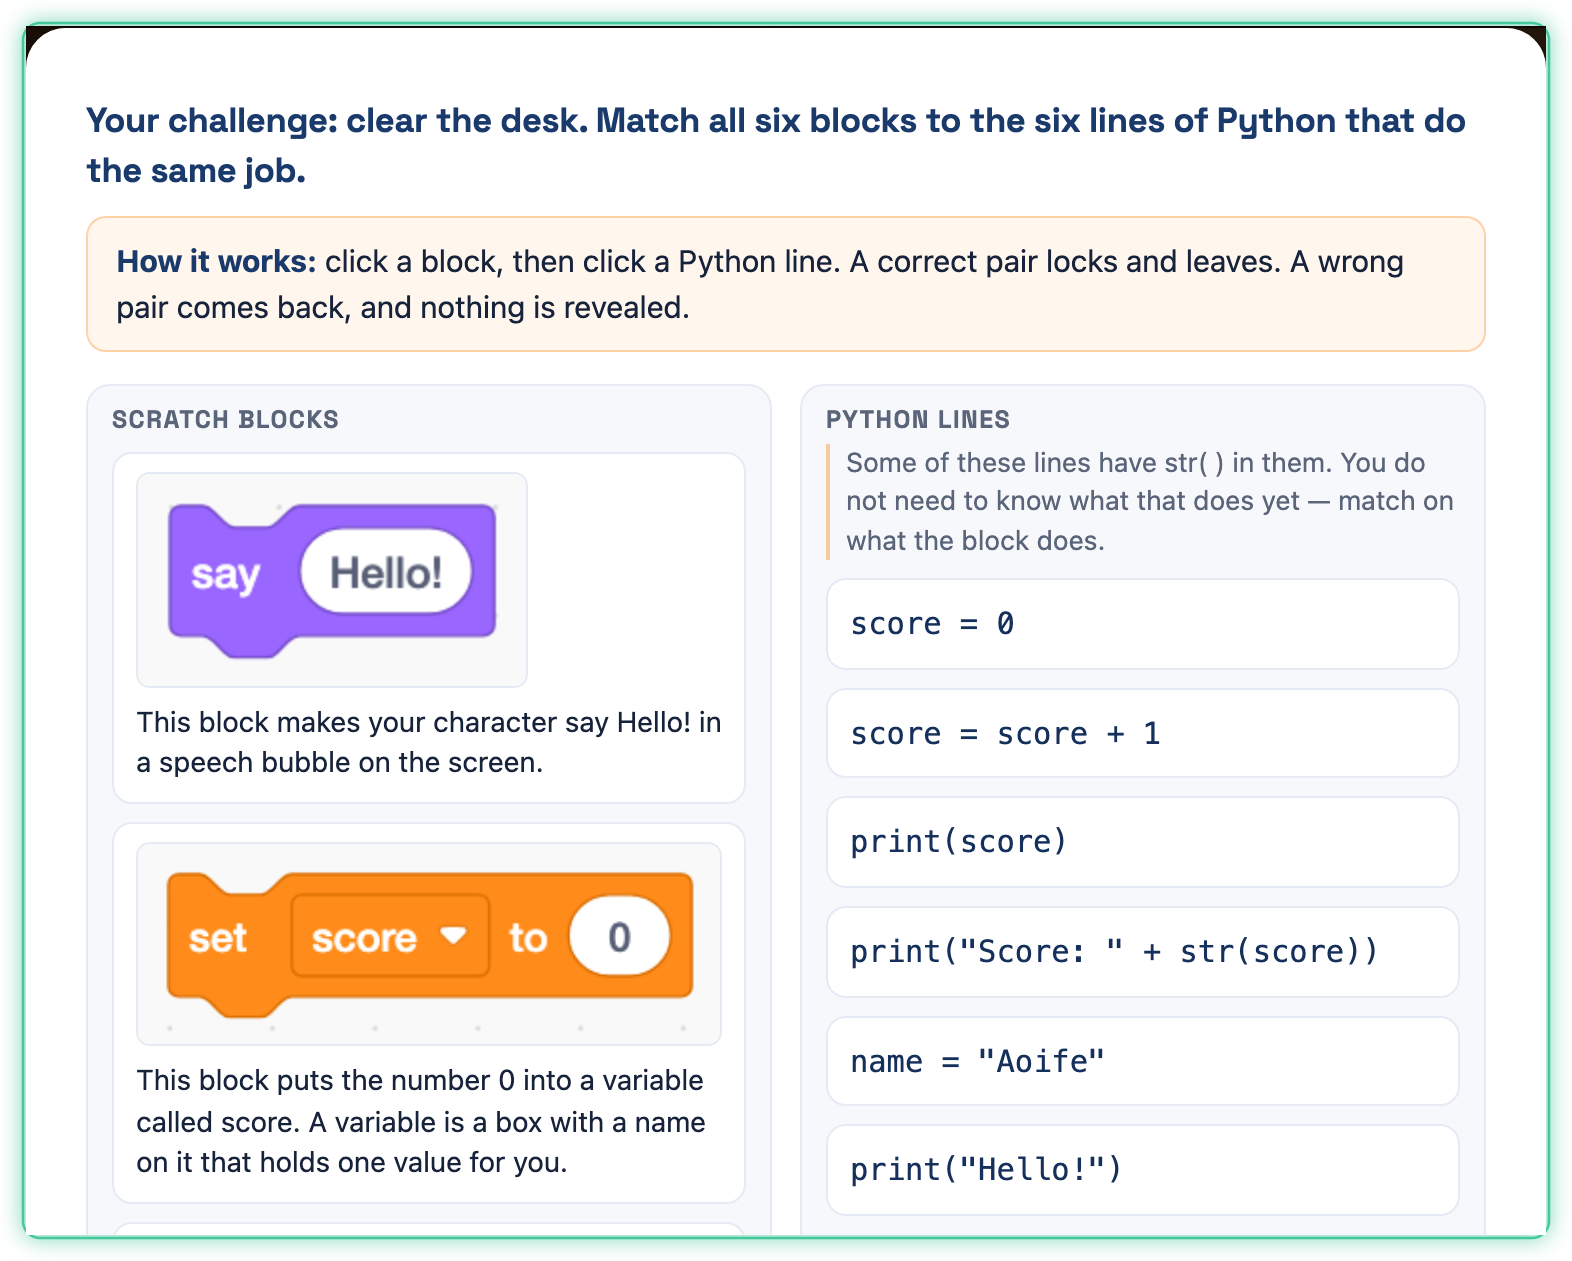 Your challenge: clear the desk. Match all six blocks to the six lines of Python that do
the same job.
How it works: click a block, then click a Python line. A correct pair locks and leaves. A wrong
pair comes back, and nothing is revealed.
SCRATCH BLOCKS
say Hello!
This block makes your character say Hello! in
a speech bubble on the screen.
set score to 0
This block puts the number 0 into a variable
called score. A variable is a box with a name
on it that holds one value for you.
PYTHON LINES
Some of these lines have str( ) in them. You do
not need to know what that does yet — match on
what the block does.
score = 0
score = score + 1
print(score)
print("Score: " + str(score))
name = "Aoife"
print("Hello!")